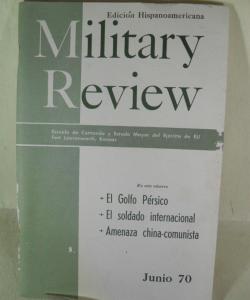 Edición Hispanoamericana
Military
Review
Escuela de Comando y Estado Mayor del Ejército de EU
Fort Leavenworth, Kansas
En este número
El Golfo Pérsico
El soldado internacional
Amenaza china-comunista
Junio 70